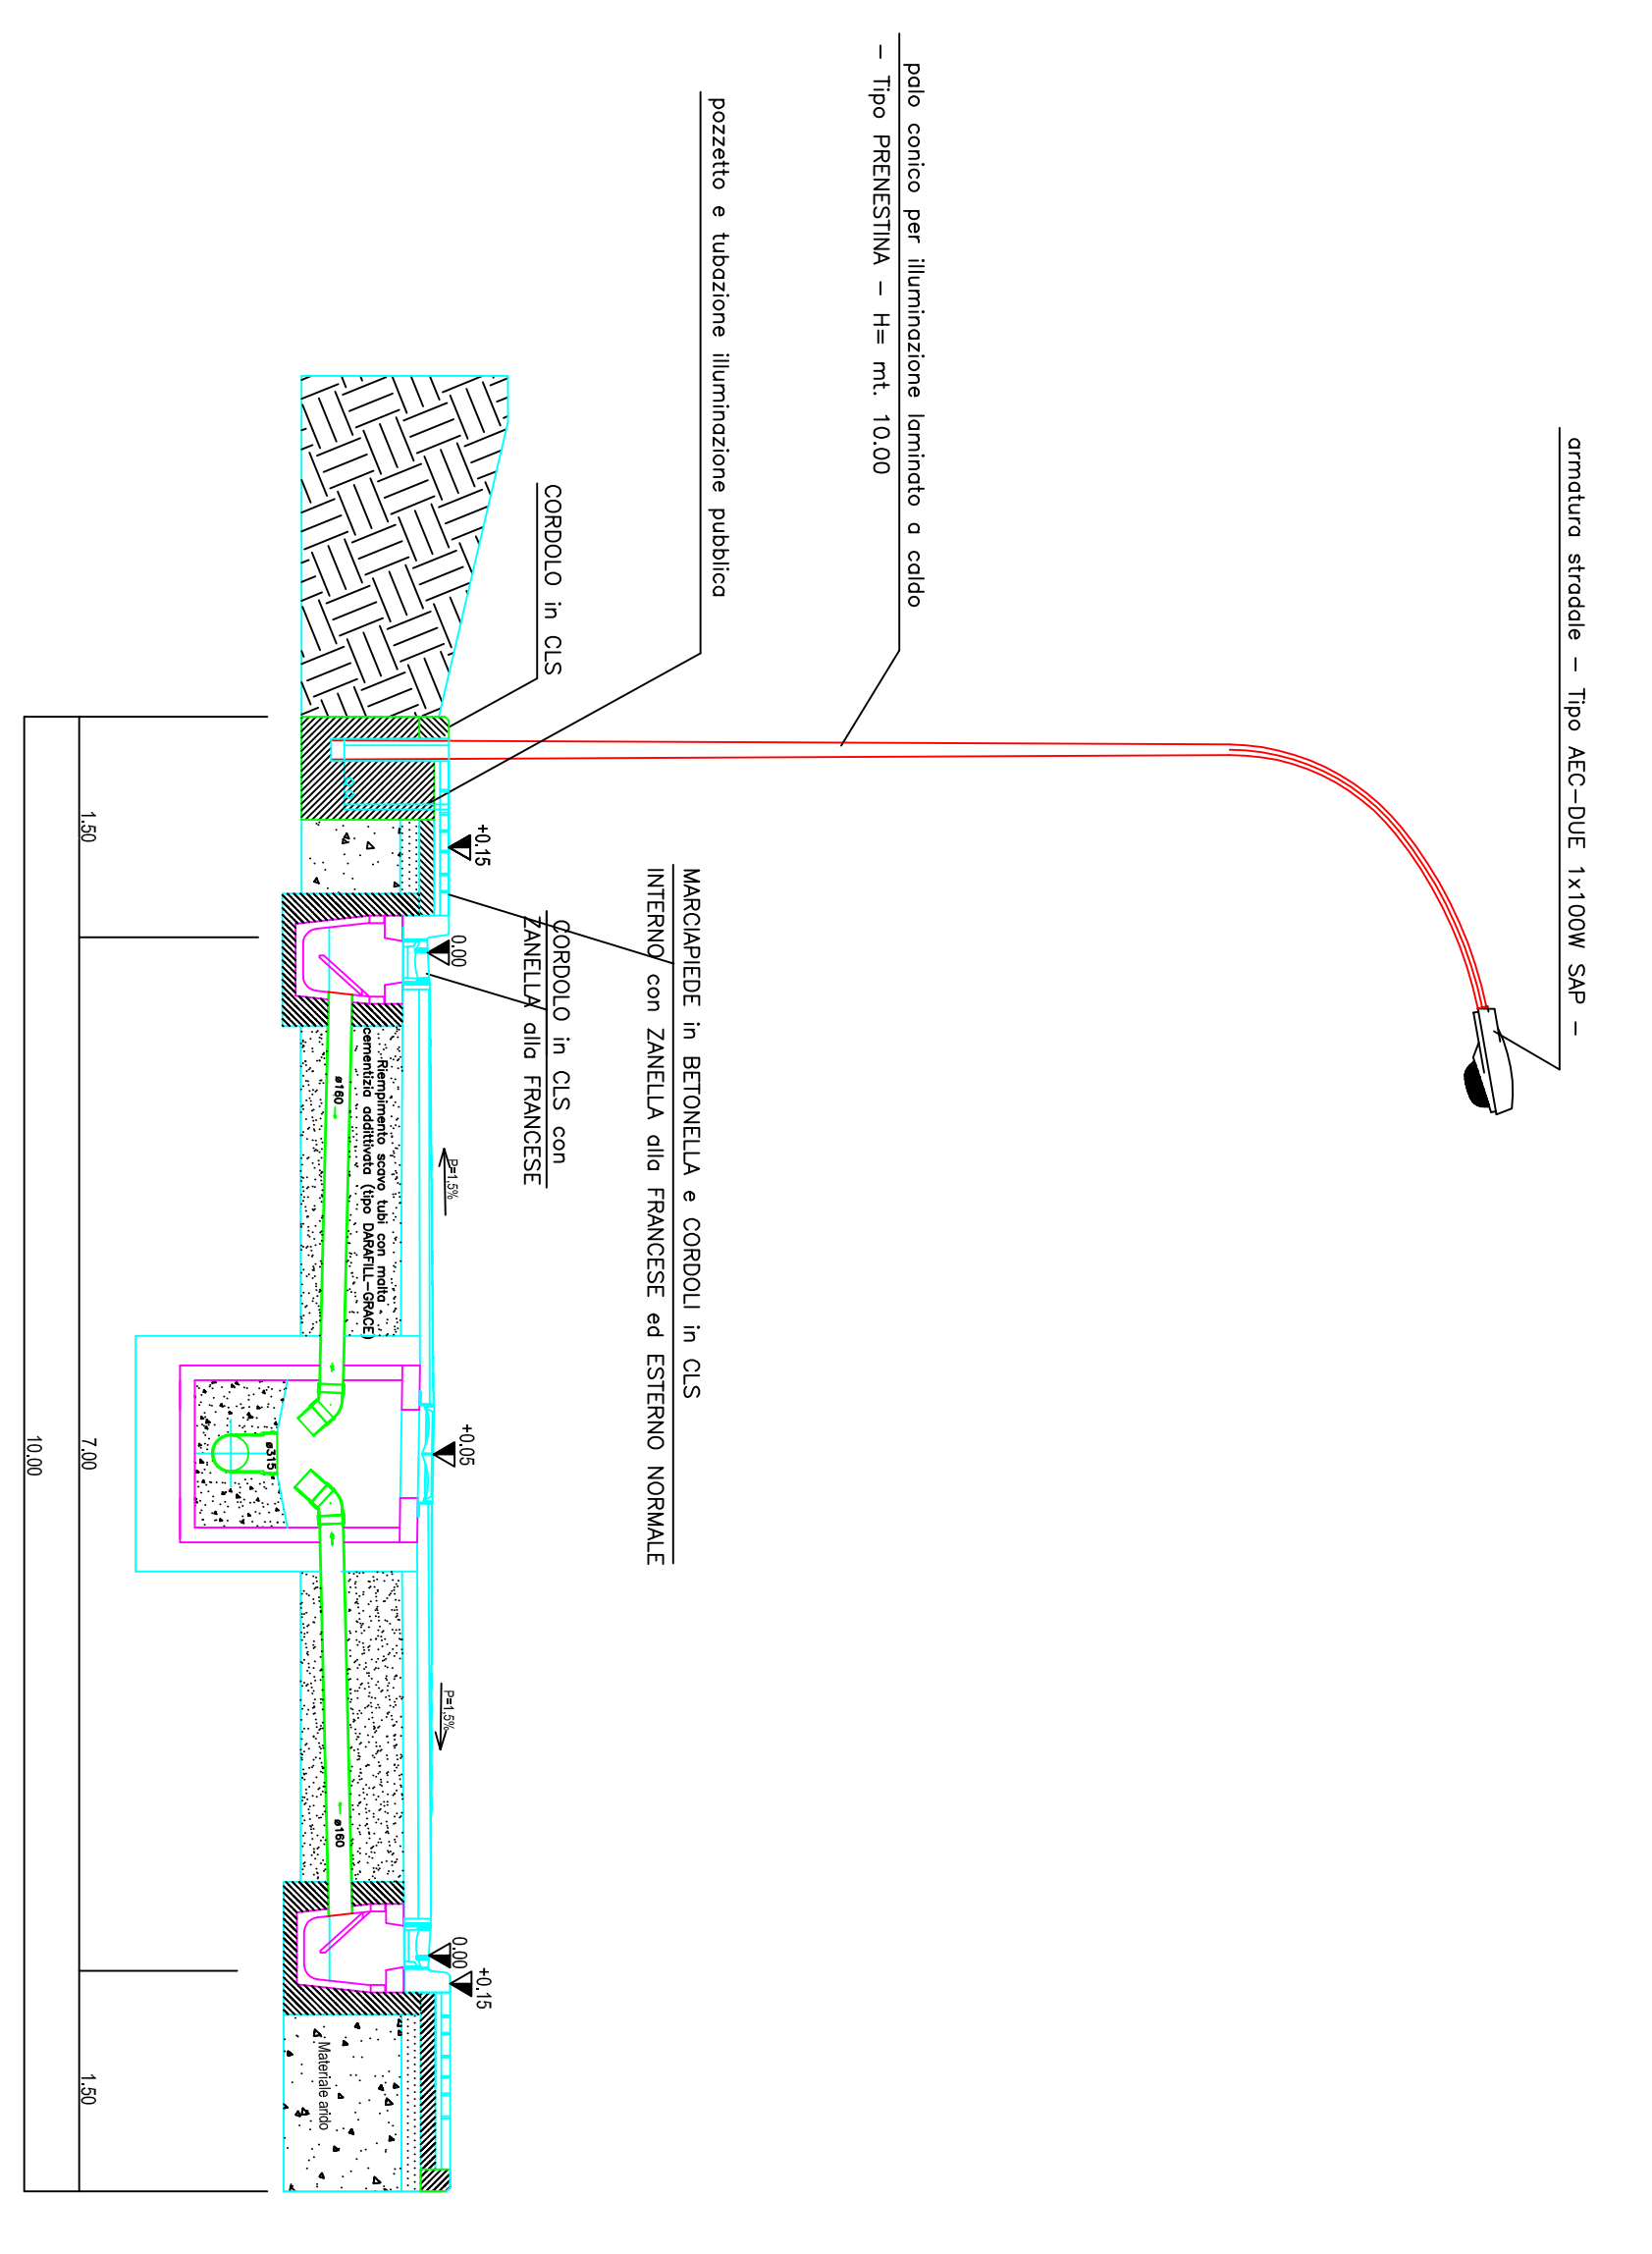 armatura stradale - Tipo AEC-DUE 1x100W SAP -
palo conico per illuminazione laminato a caldo
- Tipo PRENESTINA - H= mt. 10.00
pozzetto e tubazione illuminazione pubblica
MARCIAPIEDE in BETONELLA e CORDOLI in CLS
INTERNO con ZANELLA alla FRANCESE ed ESTERNO NORMALE
CORDOLO in CLS
CORDOLO in CLS con
ZANELLA alla FRANCESE
+0.15
0.00
P=1,5%
+0.05
P=1,5%
0.00
+0.15
Riempimento scavo tubi con malta
cementizia addittivata (tipo DARAFILL-GRACE)
ø160
ø315
ø160
Materiale arido
1.50
7.00
1.50
10.00